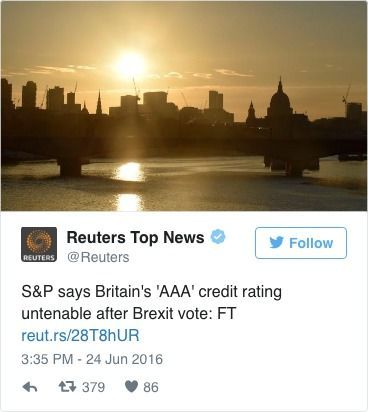 REUTERS
Reuters Top News
@Reuters
Follow
S&P says Britain's 'AAA' credit rating
untenable after Brexit vote: FT
reut.rs/28T8hUR
3:35 PM - 24 Jun 2016
379 86